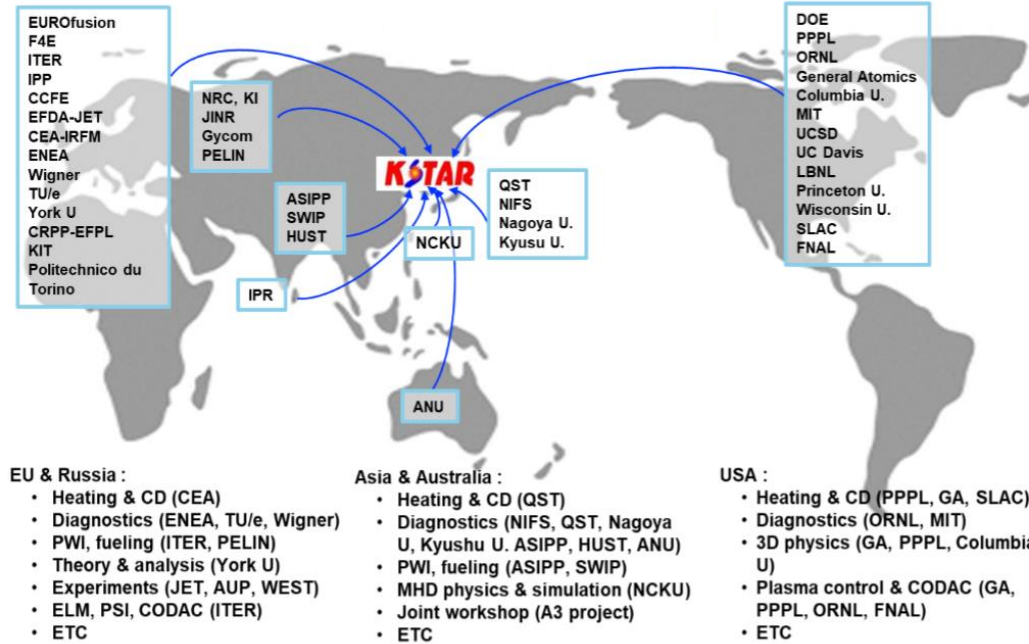 EUROfusion
F4E
ITER
IPP
CCFE
EFDA-JET
CEA-IRFM
ENEA
Wigner
TU/e
York U
CRPP-EFPL
KIT
Politechnico du
Torino
NRC, KI
JINR
Gycom
PELIN
ASIPP
SWIP
HUST
IPR
KSTAR
NCKU
QST
NIFS
Nagoya U.
Kyusu U.
ANU
DOE
PPPL
ORNL
General Atomics
Columbia U.
MIT
UCSD
UC Davis
LBNL
Princeton U.
Wisconsin U.
SLAC
FNAL
EU & Russia :
• Heating & CD (CEA)
• Diagnostics (ENEA, TU/e, Wigner)
• PWI, fueling (ITER, PELIN)
• Theory & analysis (York U)
• Experiments (JET, AUP, WEST)
• ELM, PSI, CODAC (ITER)
• ETC
Asia & Australia :
• Heating & CD (QST)
• Diagnostics (NIFS, QST, Nagoya
U, Kyushu U. ASIPP, HUST, ANU)
• PWI, fueling (ASIPP, SWIP)
• MHD physics & simulation (NCKU)
• Joint workshop (A3 project)
• ETC
USA :
• Heating & CD (PPPL, GA, SLAC)
• Diagnostics (ORNL, MIT)
• 3D physics (GA, PPPL, Columbia
U)
• Plasma control & CODAC (GA,
PPPL, ORNL, FNAL)
• ETC